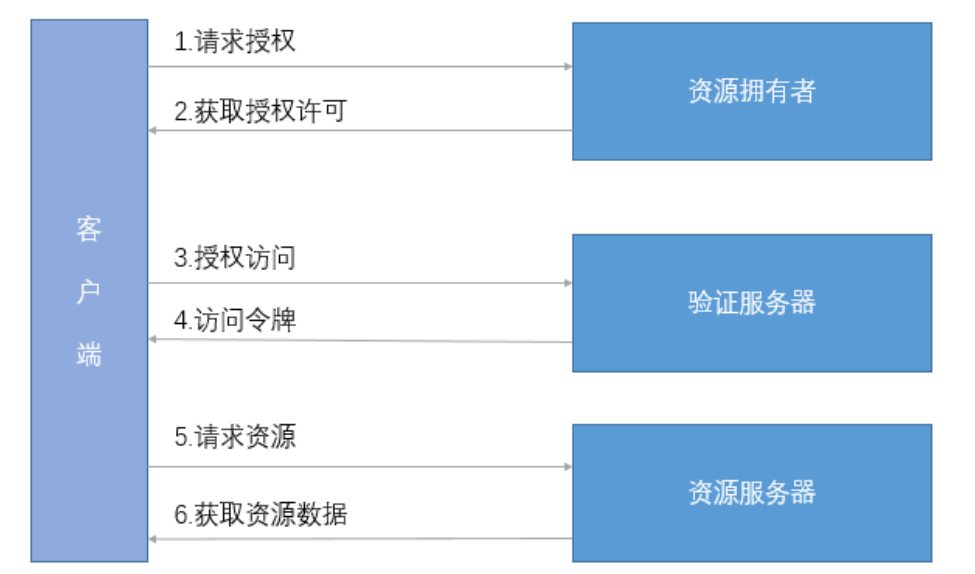 1.请求授权
资源拥有者
2.获取授权许可
客
户
端
3.授权访问
验证服务器
4.访问令牌
5.请求资源
资源服务器
6.获取资源数据